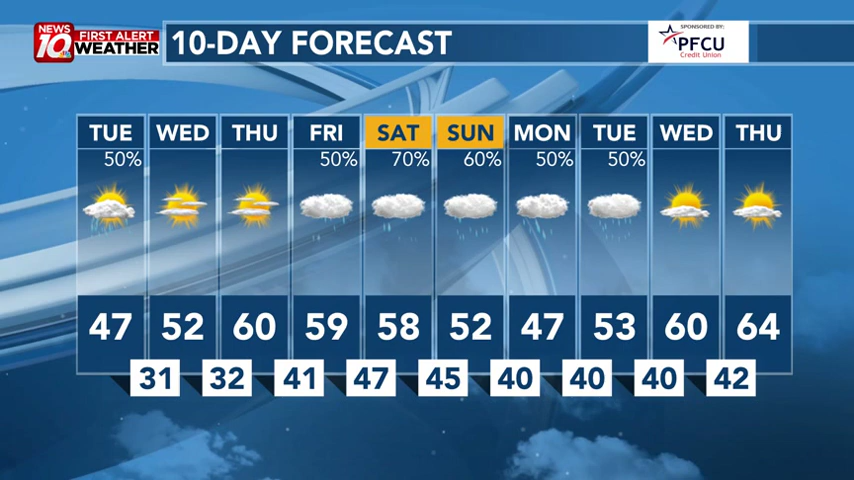 NEWS
10
FIRST ALERT
WEATHER
10-DAY FORECAST
SPONSORED BY:
PFCU
Credit Union
TUE WED THU FRI SAT SUN MON TUE WED THU
50% 50% 70% 60% 50% 50%
47 52 60 59 58 52 47 53 60 64
31 32 41 47 45 40 40 40 42